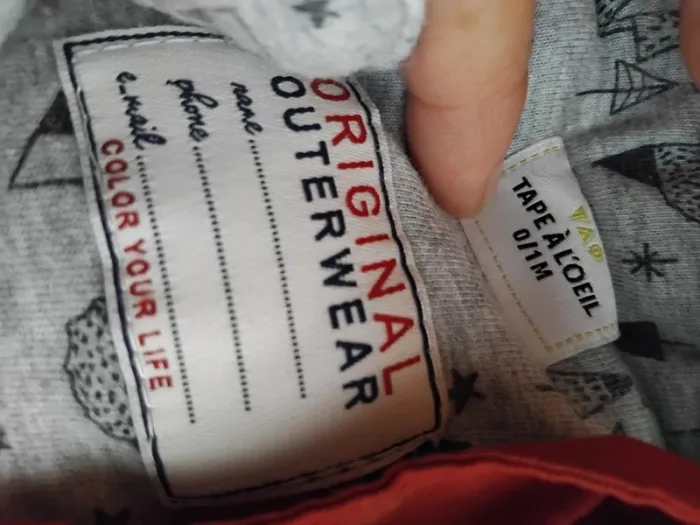 ORIGINAL
OUTERWEAR
name
phone
e-mail
COLOR YOUR LIFE
TAO
TAPE À L'OEIL
0/1M